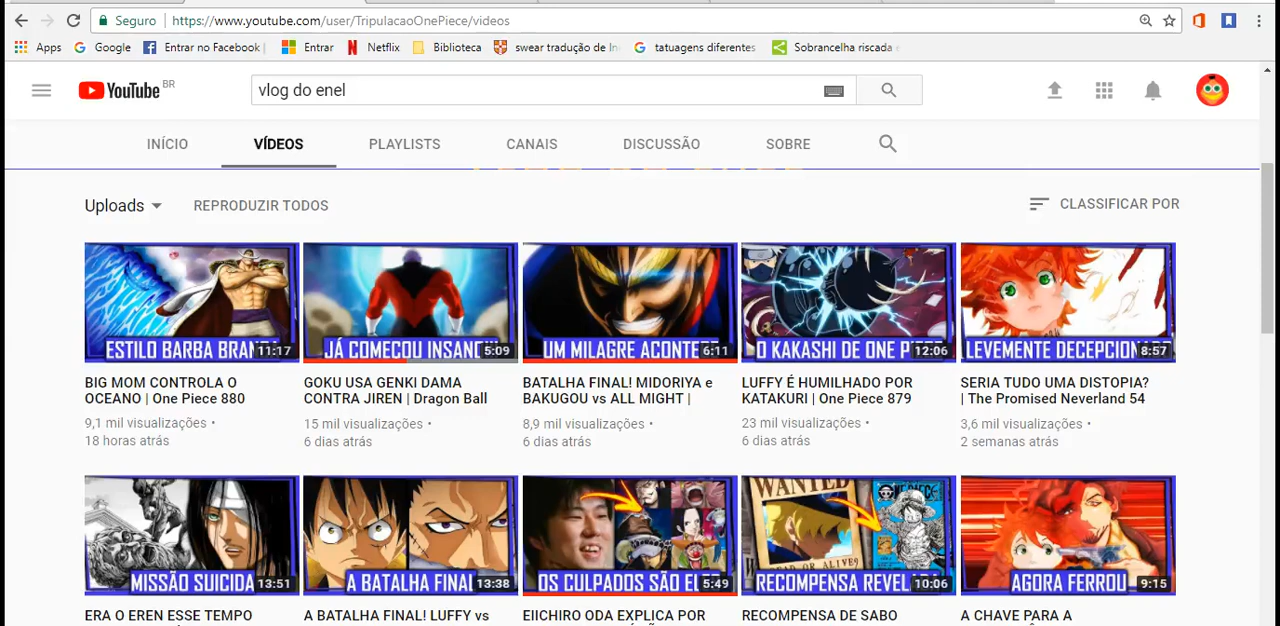 Seguro https://www.youtube.com/user/TripulacaoOnePiece/videos
Apps Google Entrar no Facebook Entrar Netflix Biblioteca swear tradução de In tatuagens diferentes Sobrancelha riscada
YouTube BR vlog do enel
INÍCIO VÍDEOS PLAYLISTS CANAIS DISCUSSÃO SOBRE
Uploads REPRODUZIR TODOS CLASSIFICAR POR
ESTILO BARBA BRAN 11:17 JÁ COMEÇOU INSAN 5:09 UM MILAGRE ACONTE 6:11 O KAKASHI DE ONE P 12:06 LEVEMENTE DECEPCION 8:57
BIG MOM CONTROLA O GOKU USA GENKI DAMA BATALHA FINAL! MIDORIYA e LUFFY É HUMILHADO POR SERIA TUDO UMA DISTOPIA?
OCEANO | One Piece 880 CONTRA JIREN | Dragon Ball BAKUGOU vs ALL MIGHT | KATAKURI | One Piece 879 | The Promised Neverland 54
9,1 mil visualizações • 15 mil visualizações • 8,9 mil visualizações • 23 mil visualizações • 3,6 mil visualizações •
18 horas atrás 6 dias atrás 6 dias atrás 6 dias atrás 2 semanas atrás
WANTED
MISSÃO SUICIDA 13:51 A BATALHA FINAL 13:38 OS CULPADOS SÃO EL 5:49 RECOMPENSA REVEL 10:06 AGORA FERROU 9:15
ERA O EREN ESSE TEMPO A BATALHA FINAL! LUFFY vs EIICHIRO ODA EXPLICA POR RECOMPENSA DE SABO A CHAVE PARA A